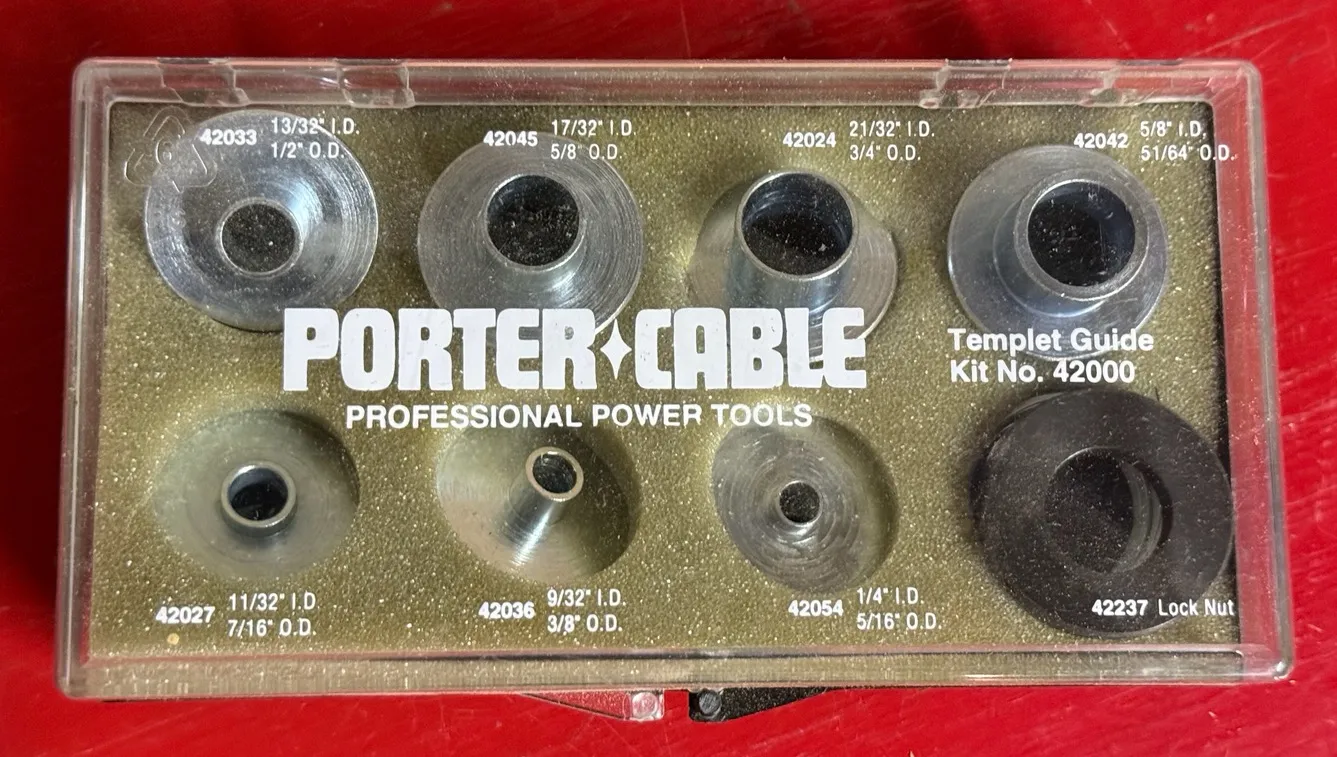 42033 13/32" I.D.
1/2" O.D.
42045 17/32" I.D.
5/8" O.D.
42024 21/32" I.D.
3/4" O.D.
42042 5/8" I.D.
51/64" O.D.
PORTER✦CABLE
PROFESSIONAL POWER TOOLS
Templet Guide
Kit No. 42000
42027 11/32" I.D
7/16" O.D.
42036 9/32" I.D.
3/8" O.D.
42054 1/4" I.D.
5/16" O.D.
42237 Lock Nut